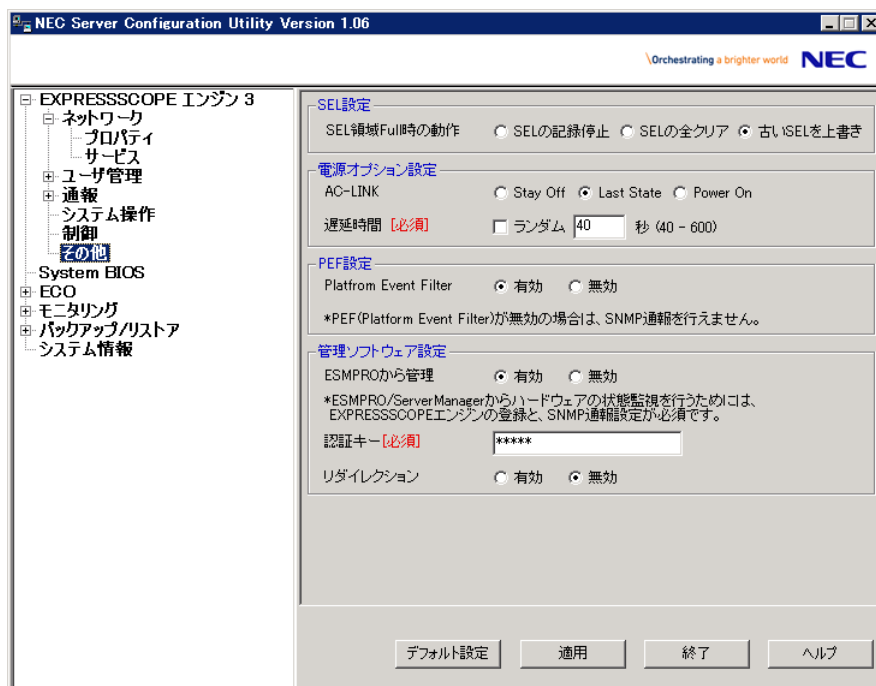 NEC Server Configuration Utility Version 1.06
\Orchestrating a brighter world NEC
EXPRESSSCOPE エンジン 3
ネットワーク
プロパティ
サービス
ユーザ管理
通報
システム操作
制御
その他
System BIOS
ECO
モニタリング
バックアップ/リストア
システム情報
SEL設定
SEL領域Full時の動作 SELの記録停止 SELの全クリア 古いSELを上書き
電源オプション設定
AC-LINK Stay Off Last State Power On
遅延時間 [必須] ランダム 40 秒 (40 - 600)
PEF設定
Platfrom Event Filter 有効 無効
*PEF(Platform Event Filter)が無効の場合は、SNMP通報を行えません。
管理ソフトウェア設定
ESMPROから管理 有効 無効
*ESMPRO/ServerManagerからハードウェアの状態監視を行うためには、
EXPRESSSCOPEエンジンの登録と、SNMP通報設定が必須です。
認証キー[必須] *****
リダイレクション 有効 無効
デフォルト設定 適用 終了 ヘルプ